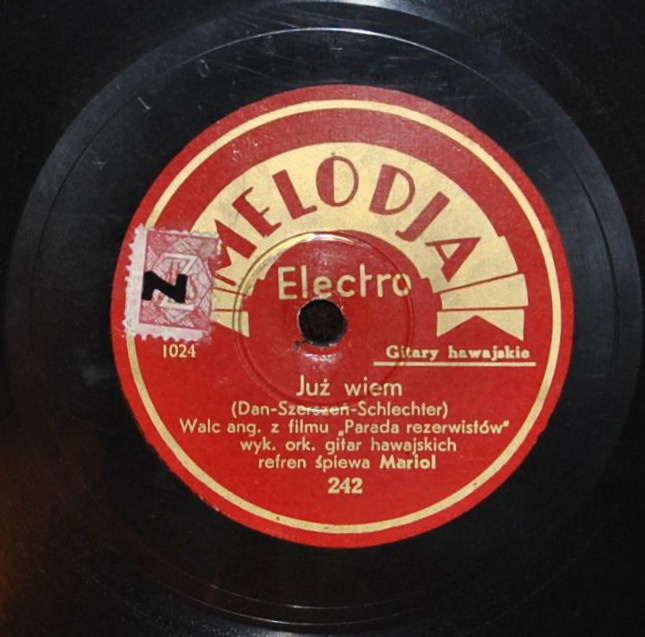 MELODJA
Electro
Z
1024
Gitary hawajskie
Już wiem
(Dan-Szerszeń-Schlechter)
Walc ang. z filmu „Parada rezerwistów"
wyk. ork. gitar hawajskich
refren śpiewa Mariol
242